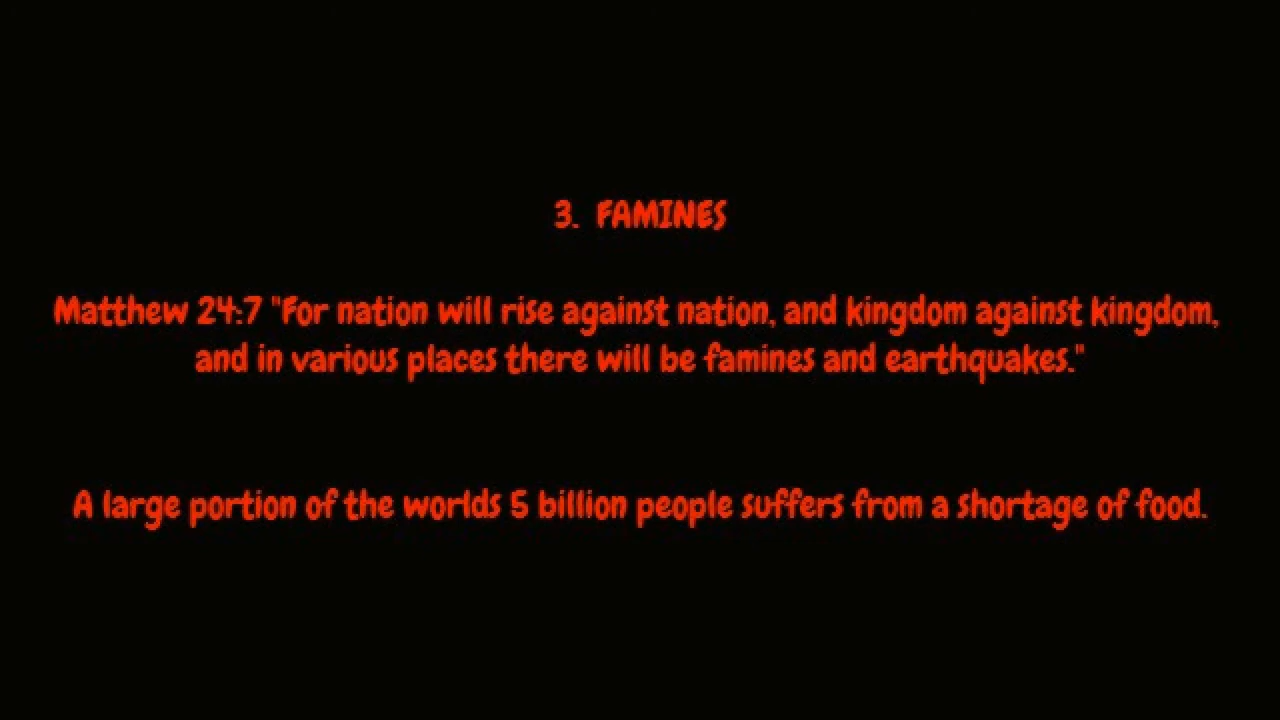 3. FAMINES
Matthew 24:7 "For nation will rise against nation, and kingdom against kingdom,
and in various places there will be famines and earthquakes."
A large portion of the worlds 5 billion people suffers from a shortage of food.